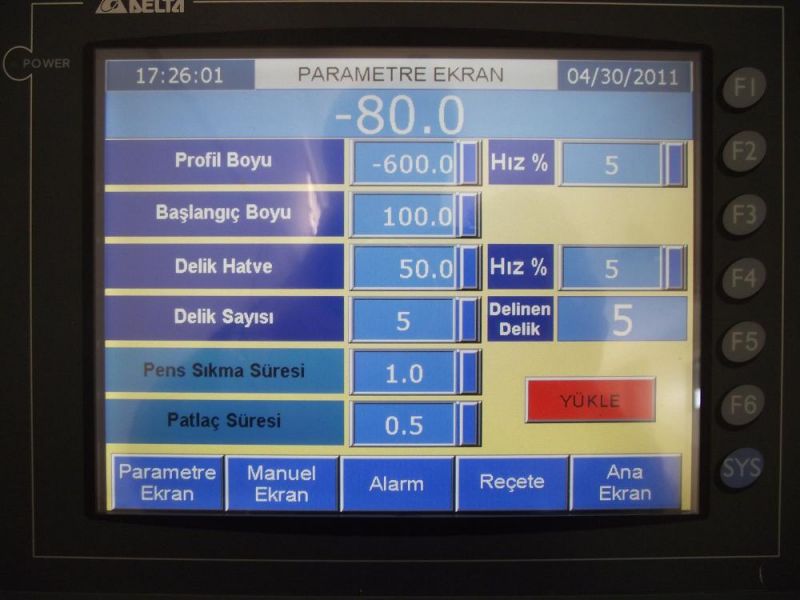 DELTA
POWER
17:26:01 PARAMETRE EKRAN 04/30/2011
-80.0
Profil Boyu -600.0 Hız % 5
Başlangıç Boyu 100.0
Delik Hatve 50.0 Hız % 5
Delik Sayısı 5 Delinen Delik 5
Pens Sıkma Süresi 1.0
YÜKLE
Patlaç Süresi 0.5
Parametre Ekran
Manuel Ekran
Alarm
Reçete
Ana Ekran
F1
F2
F3
F4
F5
F6
SYS